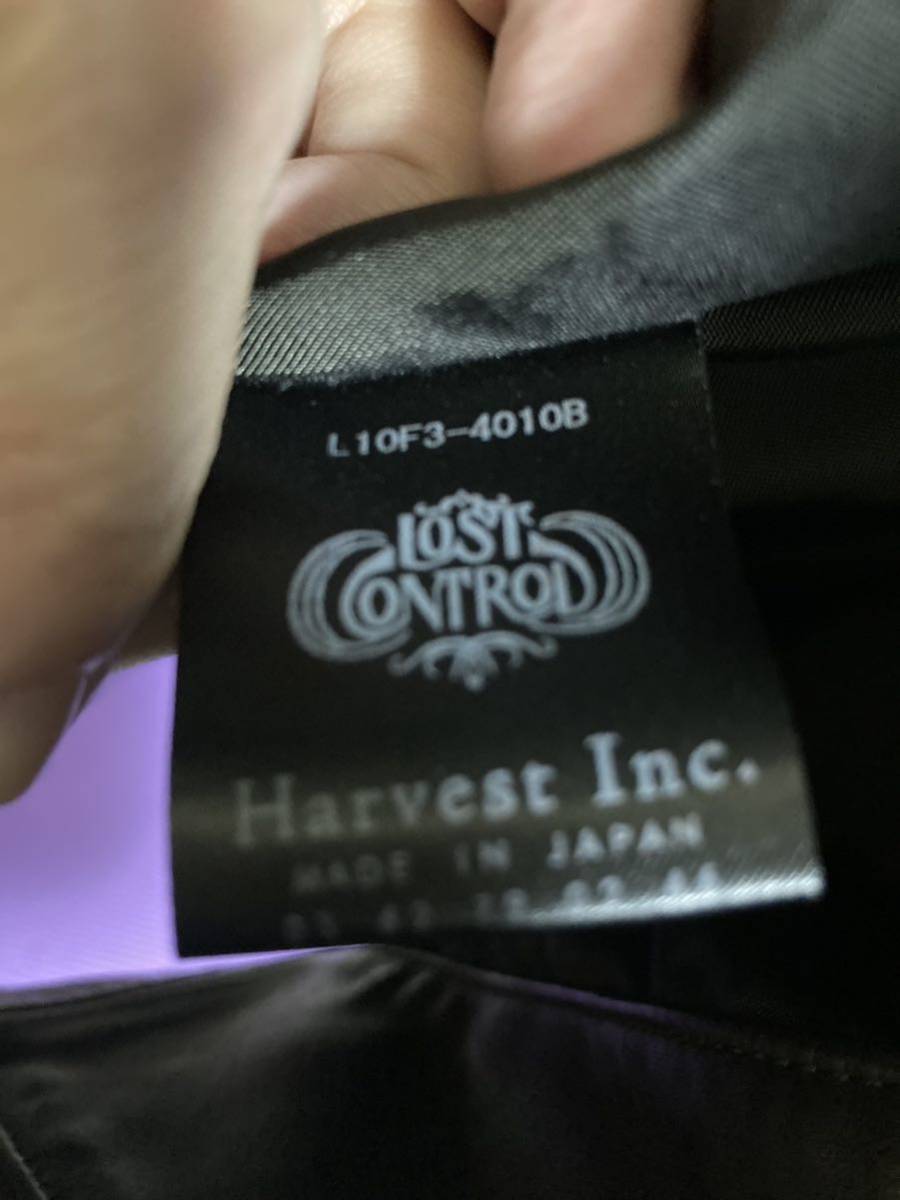 L10F3-4010B
LOST
CONTROL
Harvest Inc.
MADE IN JAPAN